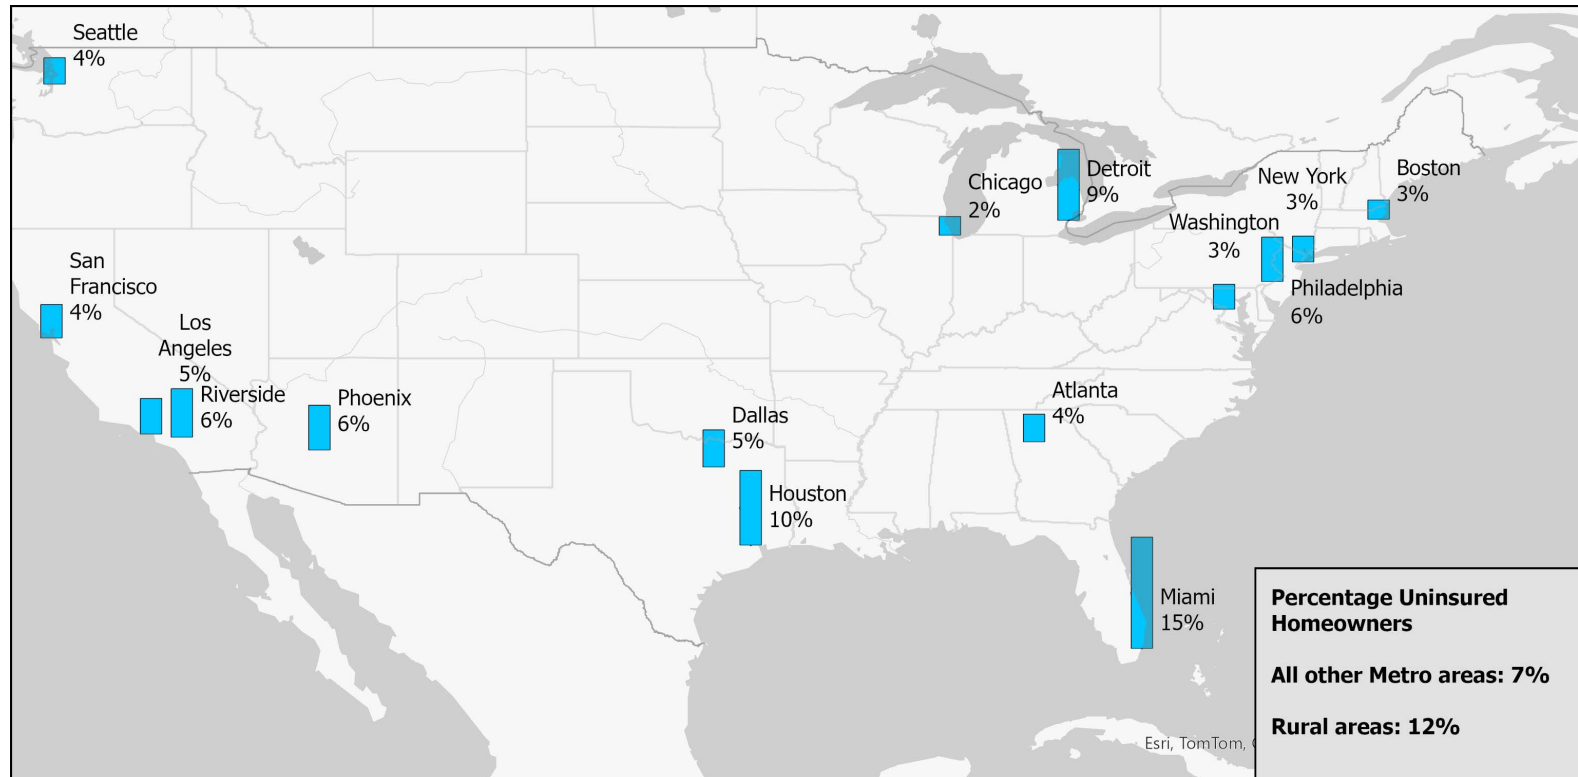 Seattle
4%
Chicago
2%
Detroit
9%
New York
3%
Boston
3%
Washington
3%
Philadelphia
6%
San
Francisco
4%
Los
Angeles
5%
Riverside
6%
Phoenix
6%
Dallas
5%
Atlanta
4%
Houston
10%
Miami
15%
Percentage Uninsured
Homeowners
All other Metro areas: 7%
Rural areas: 12%
Esri, TomTom,